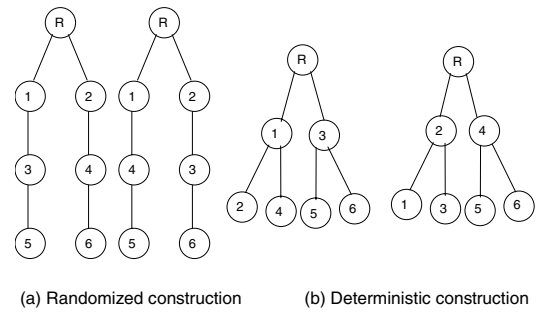 R R
1 2 1 2
3 4 4 3
5 6 5 6
R R
1 3 2 4
2 4 5 6 1 3 5 6
(a) Randomized construction (b) Deterministic construction